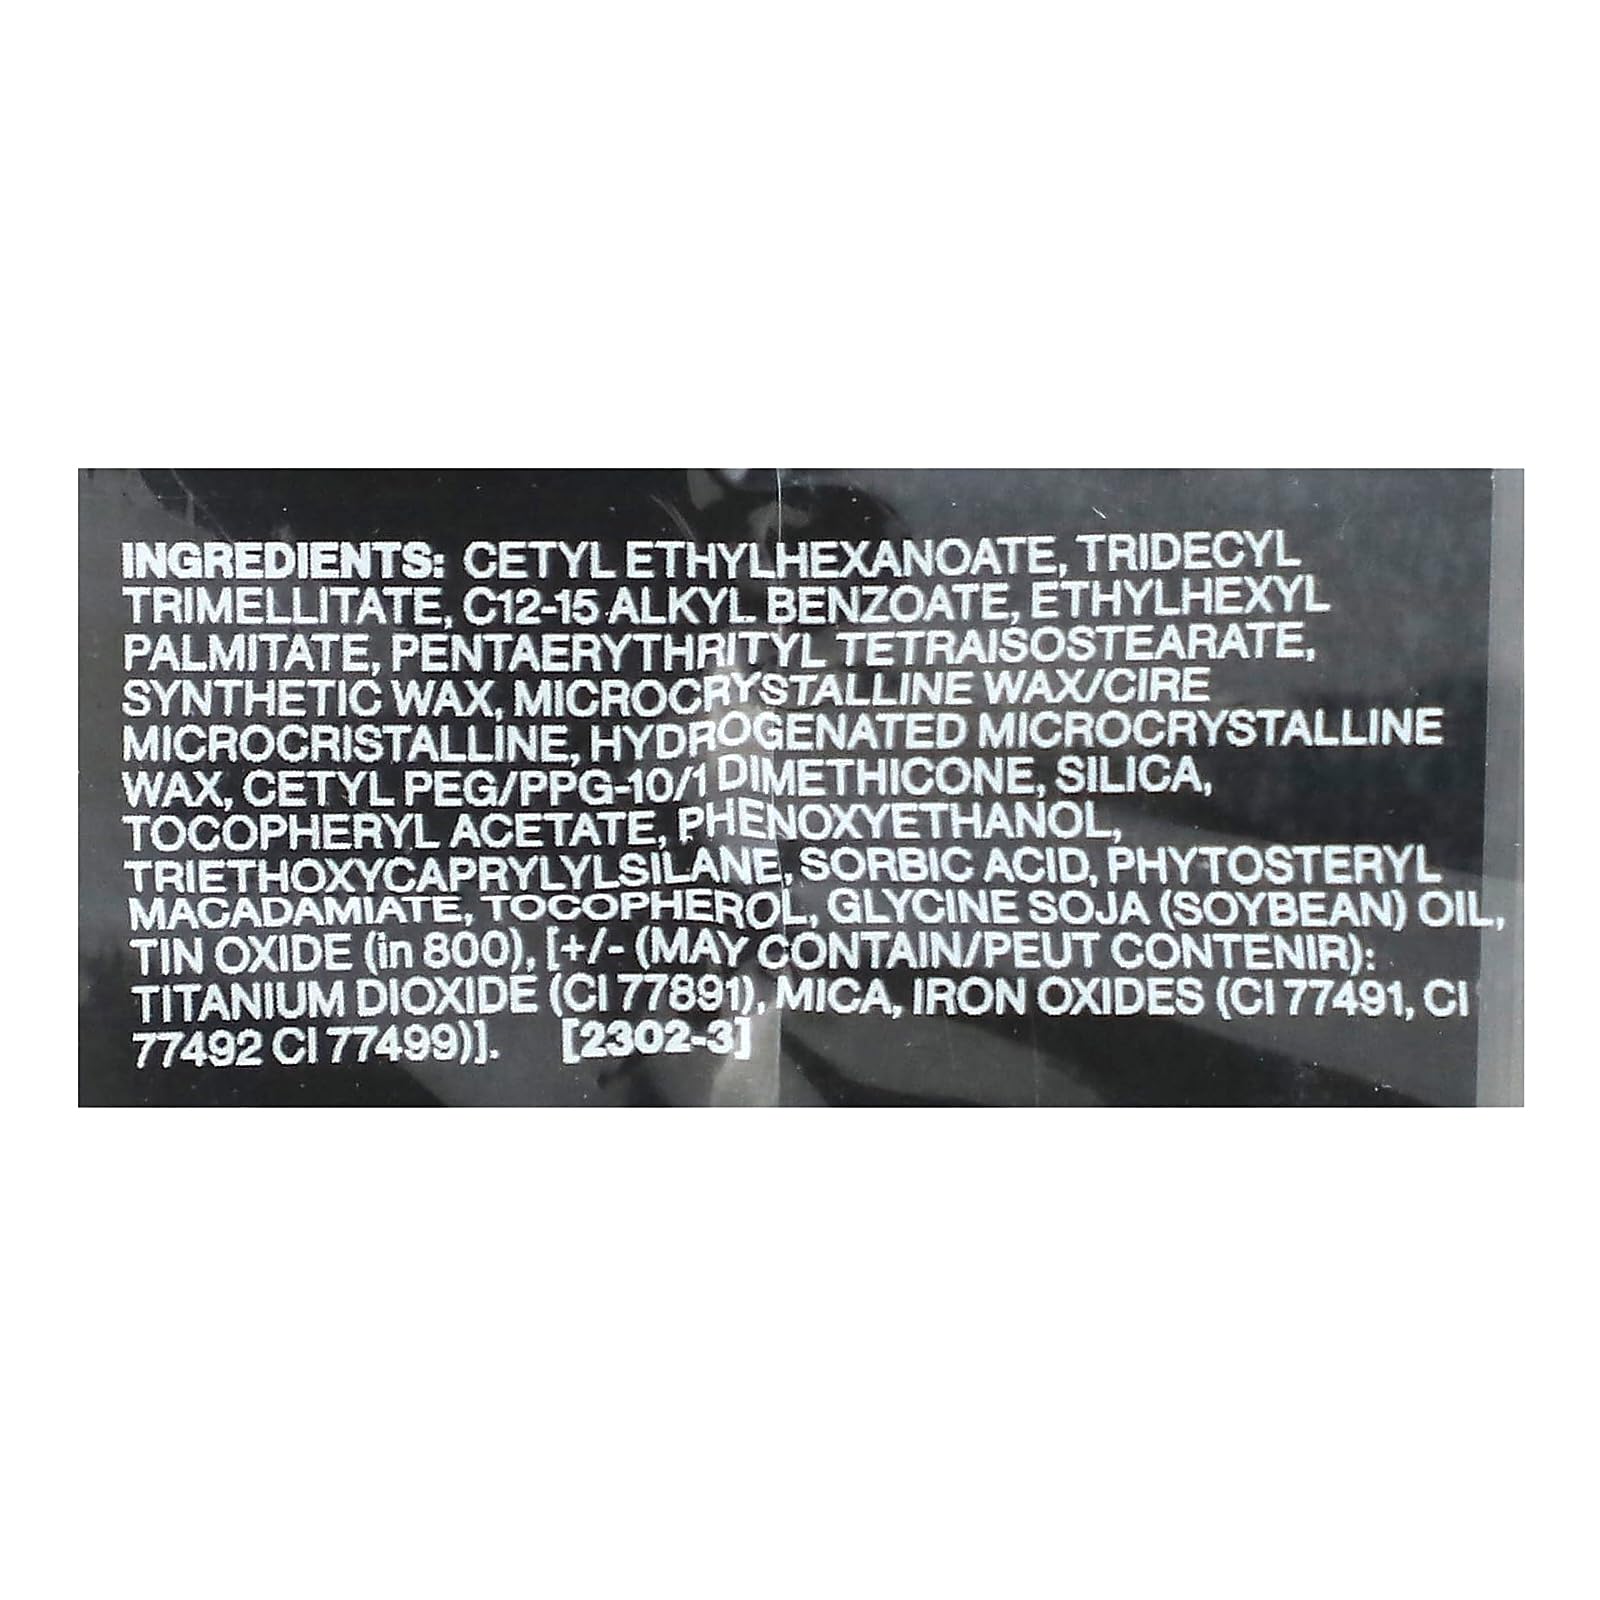 INGREDIENTS: CETYL ETHYLHEXANOATE, TRIDECYL
TRIMELLITATE, C12-15 ALKYL BENZOATE, ETHYLHEXYL
PALMITATE, PENTAERYTHRITYL TETRAISOSTEARATE,
SYNTHETIC WAX, MICROCRYSTALLINE WAX/CIRE
MICROCRISTALLINE, HYDROGENATED MICROCRYSTALLINE
WAX, CETYL PEG/PPG-10/1 DIMETHICONE, SILICA,
TOCOPHERYL ACETATE, PHENOXYETHANOL,
TRIETHOXYCAPRYLYLSILANE, SORBIC ACID, PHYTOSTERYL
MACADAMIATE, TOCOPHEROL, GLYCINE SOJA (SOYBEAN) OIL,
TIN OXIDE (in 800), [+/- (MAY CONTAIN/PEUT CONTENIR):
TITANIUM DIOXIDE (CI 77891), MICA, IRON OXIDES (CI 77491, CI
77492 CI 77499)]. [2302-3]